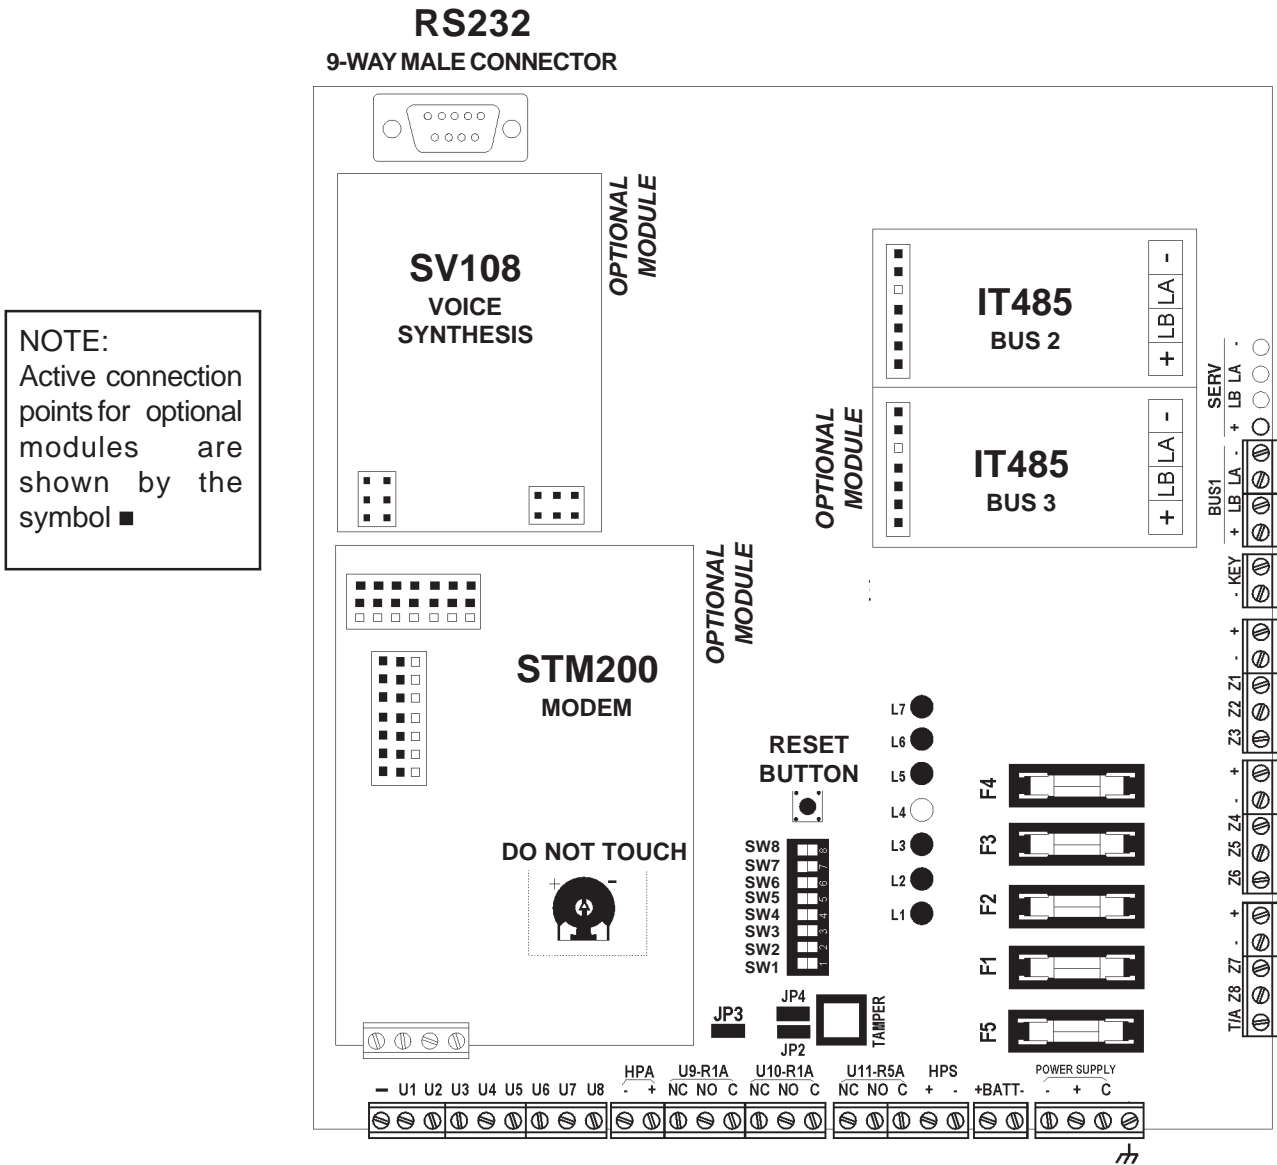 RS232
9-WAY MALE CONNECTOR
OPTIONAL
MODULE
SV108
VOICE
SYNTHESIS
NOTE:
Active connection
points for optional
modules are
shown by the
symbol ■
IT485
BUS 2
+ LB LA -
IT485
BUS 3
+ LB LA -
OPTIONAL
MODULE
SERV
+ LB LA -
BUS1
+ LB LA -
- KEY
+
-
Z1
Z2
Z3
+
-
Z4
Z5
Z6
+
-
Z7
Z8
T/A
OPTIONAL
MODULE
STM200
MODEM
DO NOT TOUCH
+ -
RESET
BUTTON
L7
L6
L5
L4
L3
L2
L1
SW8 8
SW7 7
SW6 6
SW5 5
SW4 4
SW3 3
SW2 2
SW1 1
F4
F3
F2
F1
F5
JP3
JP4
JP2
TAMPER
HPA U9-R1A U10-R1A U11-R5A HPS POWER SUPPLY
— U1 U2 U3 U4 U5 U6 U7 U8 - + NC NO C NC NO C NC NO C + - +BATT- - + C